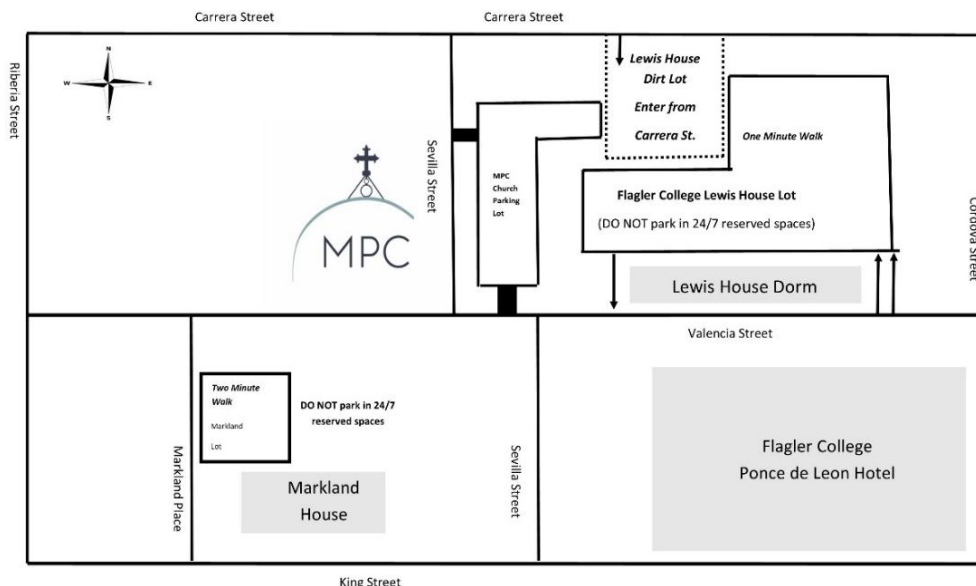 Carrera Street
Carrera Street
N
W
E
S
Riberia Street
Lewis House
Dirt Lot
Enter from
Carrera St.
One Minute Walk
Sevilla Street
MPC
Church
Parking
Lot
Flagler College Lewis House Lot
(DO NOT park in 24/7 reserved spaces)
Cordova Street
MPC
Lewis House Dorm
Valencia Street
Two Minute
Walk
Markland
Lot
DO NOT park in 24/7
reserved spaces
Markland Place
Markland
House
Sevilla Street
Flagler College
Ponce de Leon Hotel
King Street